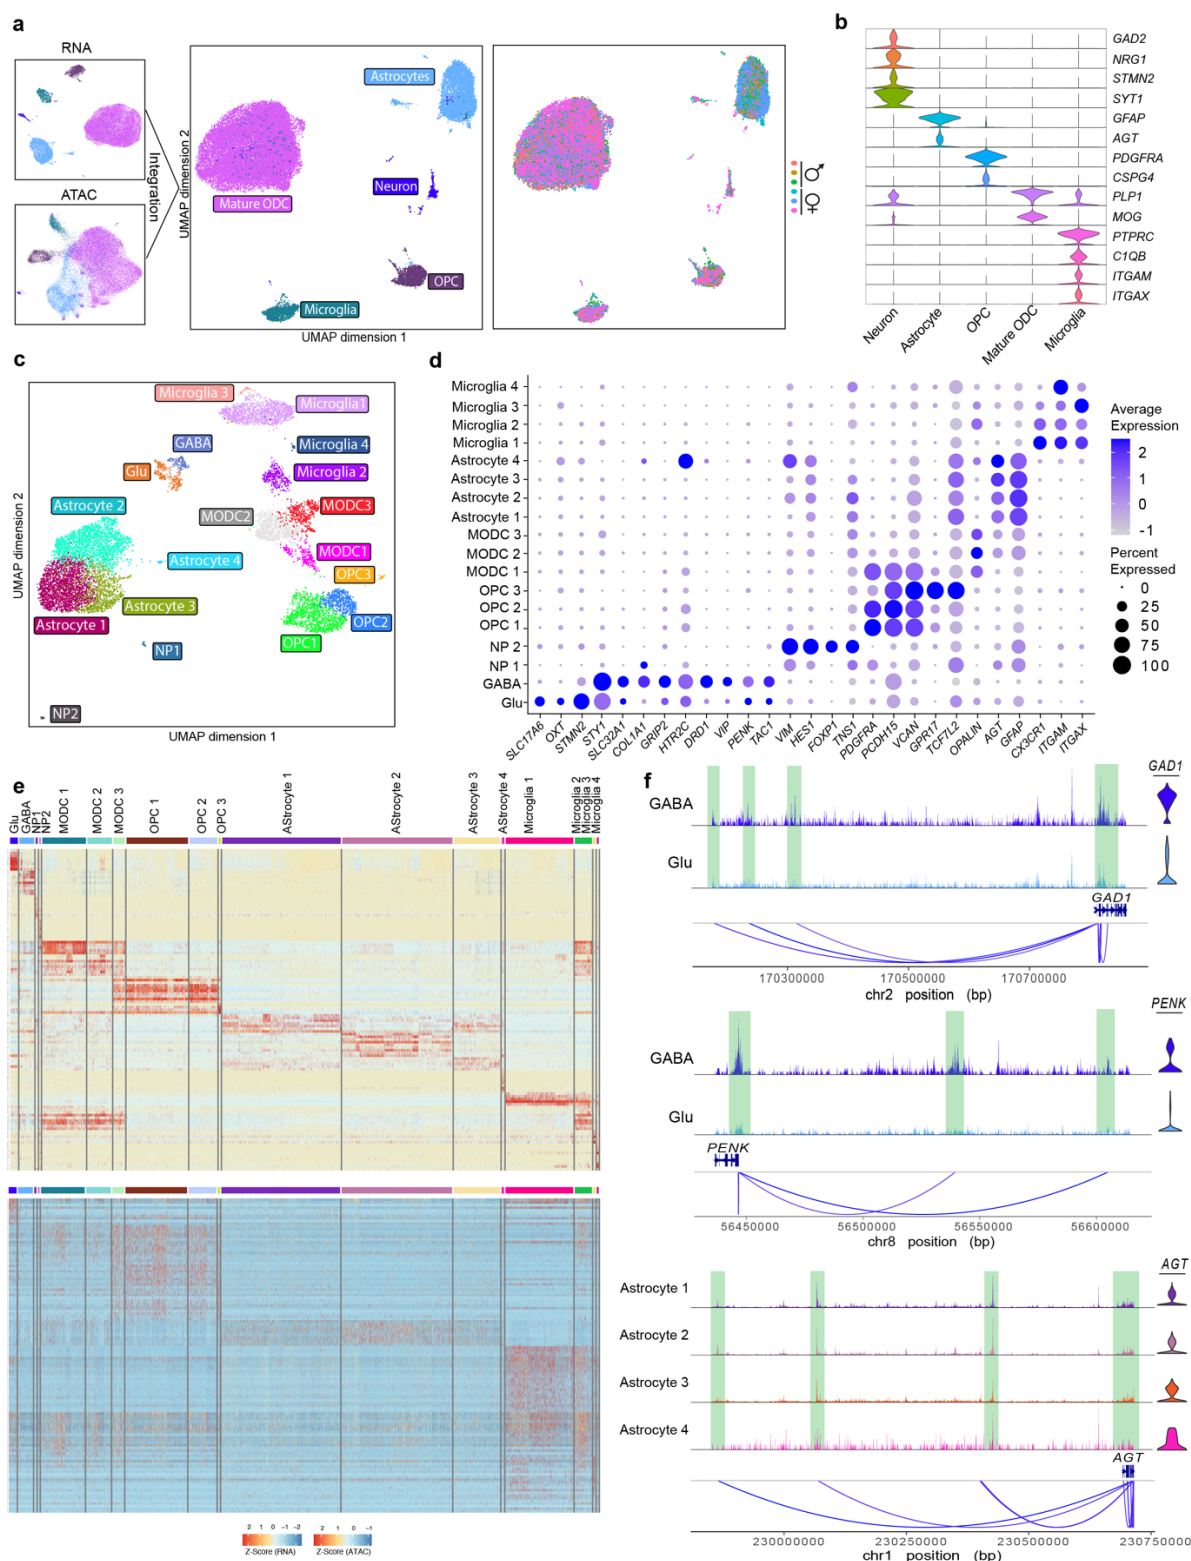 a
RNA
ATAC
Integration
UMAP dimension 2
Astrocytes
Neuron
Mature ODC
OPC
Microglia
UMAP dimension 1
♂
♀
b
GAD2
NRG1
STMN2
SYT1
GFAP
AGT
PDGFRA
CSPG4
PLP1
MOG
PTPRC
C1QB
ITGAM
ITGAX
Neuron
Astrocyte
OPC
Mature ODC
Microglia
c
Microglia 3
Microglia1
GABA
Microglia 4
Glu
Microglia 2
Astrocyte 2
MODC2
MODC3
MODC1
Astrocyte 4
OPC3
Astrocyte 3
Astrocyte 1
OPC2
OPC1
NP1
NP2
UMAP dimension 2
UMAP dimension 1
d
Microglia 4
Microglia 3
Microglia 2
Microglia 1
Astrocyte 4
Astrocyte 3
Astrocyte 2
Astrocyte 1
MODC 3
MODC 2
MODC 1
OPC 3
OPC 2
OPC 1
NP 2
NP 1
GABA
Glu
SLC17A6
OXT
STMN2
STY1
SLC32A1
COL1A1
GRIP2
HTR2C
DRD1
VIP
PENK
TAC1
VIM
HES1
FOXP1
TNS1
PDGFRA
PCDH15
VCAN
GPR17
TCF7L2
OPALIN
AGT
GFAP
CX3CR1
ITGAM
ITGAX
Average
Expression
2
1
0
-1
Percent
Expressed
0
25
50
75
100
e
Glu
GABA
NP1
NP2
MODC 1
MODC 2
MODC 3
OPC 1
OPC 2
OPC 3
AStrocyte 1
AStrocyte 2
AStrocyte 3
AStrocyte 4
Microglia 1
Microglia 2
Microglia 3
Microglia 4
2 1 0 -1 -2
Z-Score (RNA)
2 1 0 -1
Z-Score (ATAC)
f
GAD1
GABA
Glu
GAD1
170300000 170500000 170700000
chr2 position (bp)
PENK
GABA
Glu
PENK
56450000 56500000 56550000 56600000
chr8 position (bp)
AGT
Astrocyte 1
Astrocyte 2
Astrocyte 3
Astrocyte 4
AGT
230000000 230250000 230500000 230750000
chr1 position (bp)